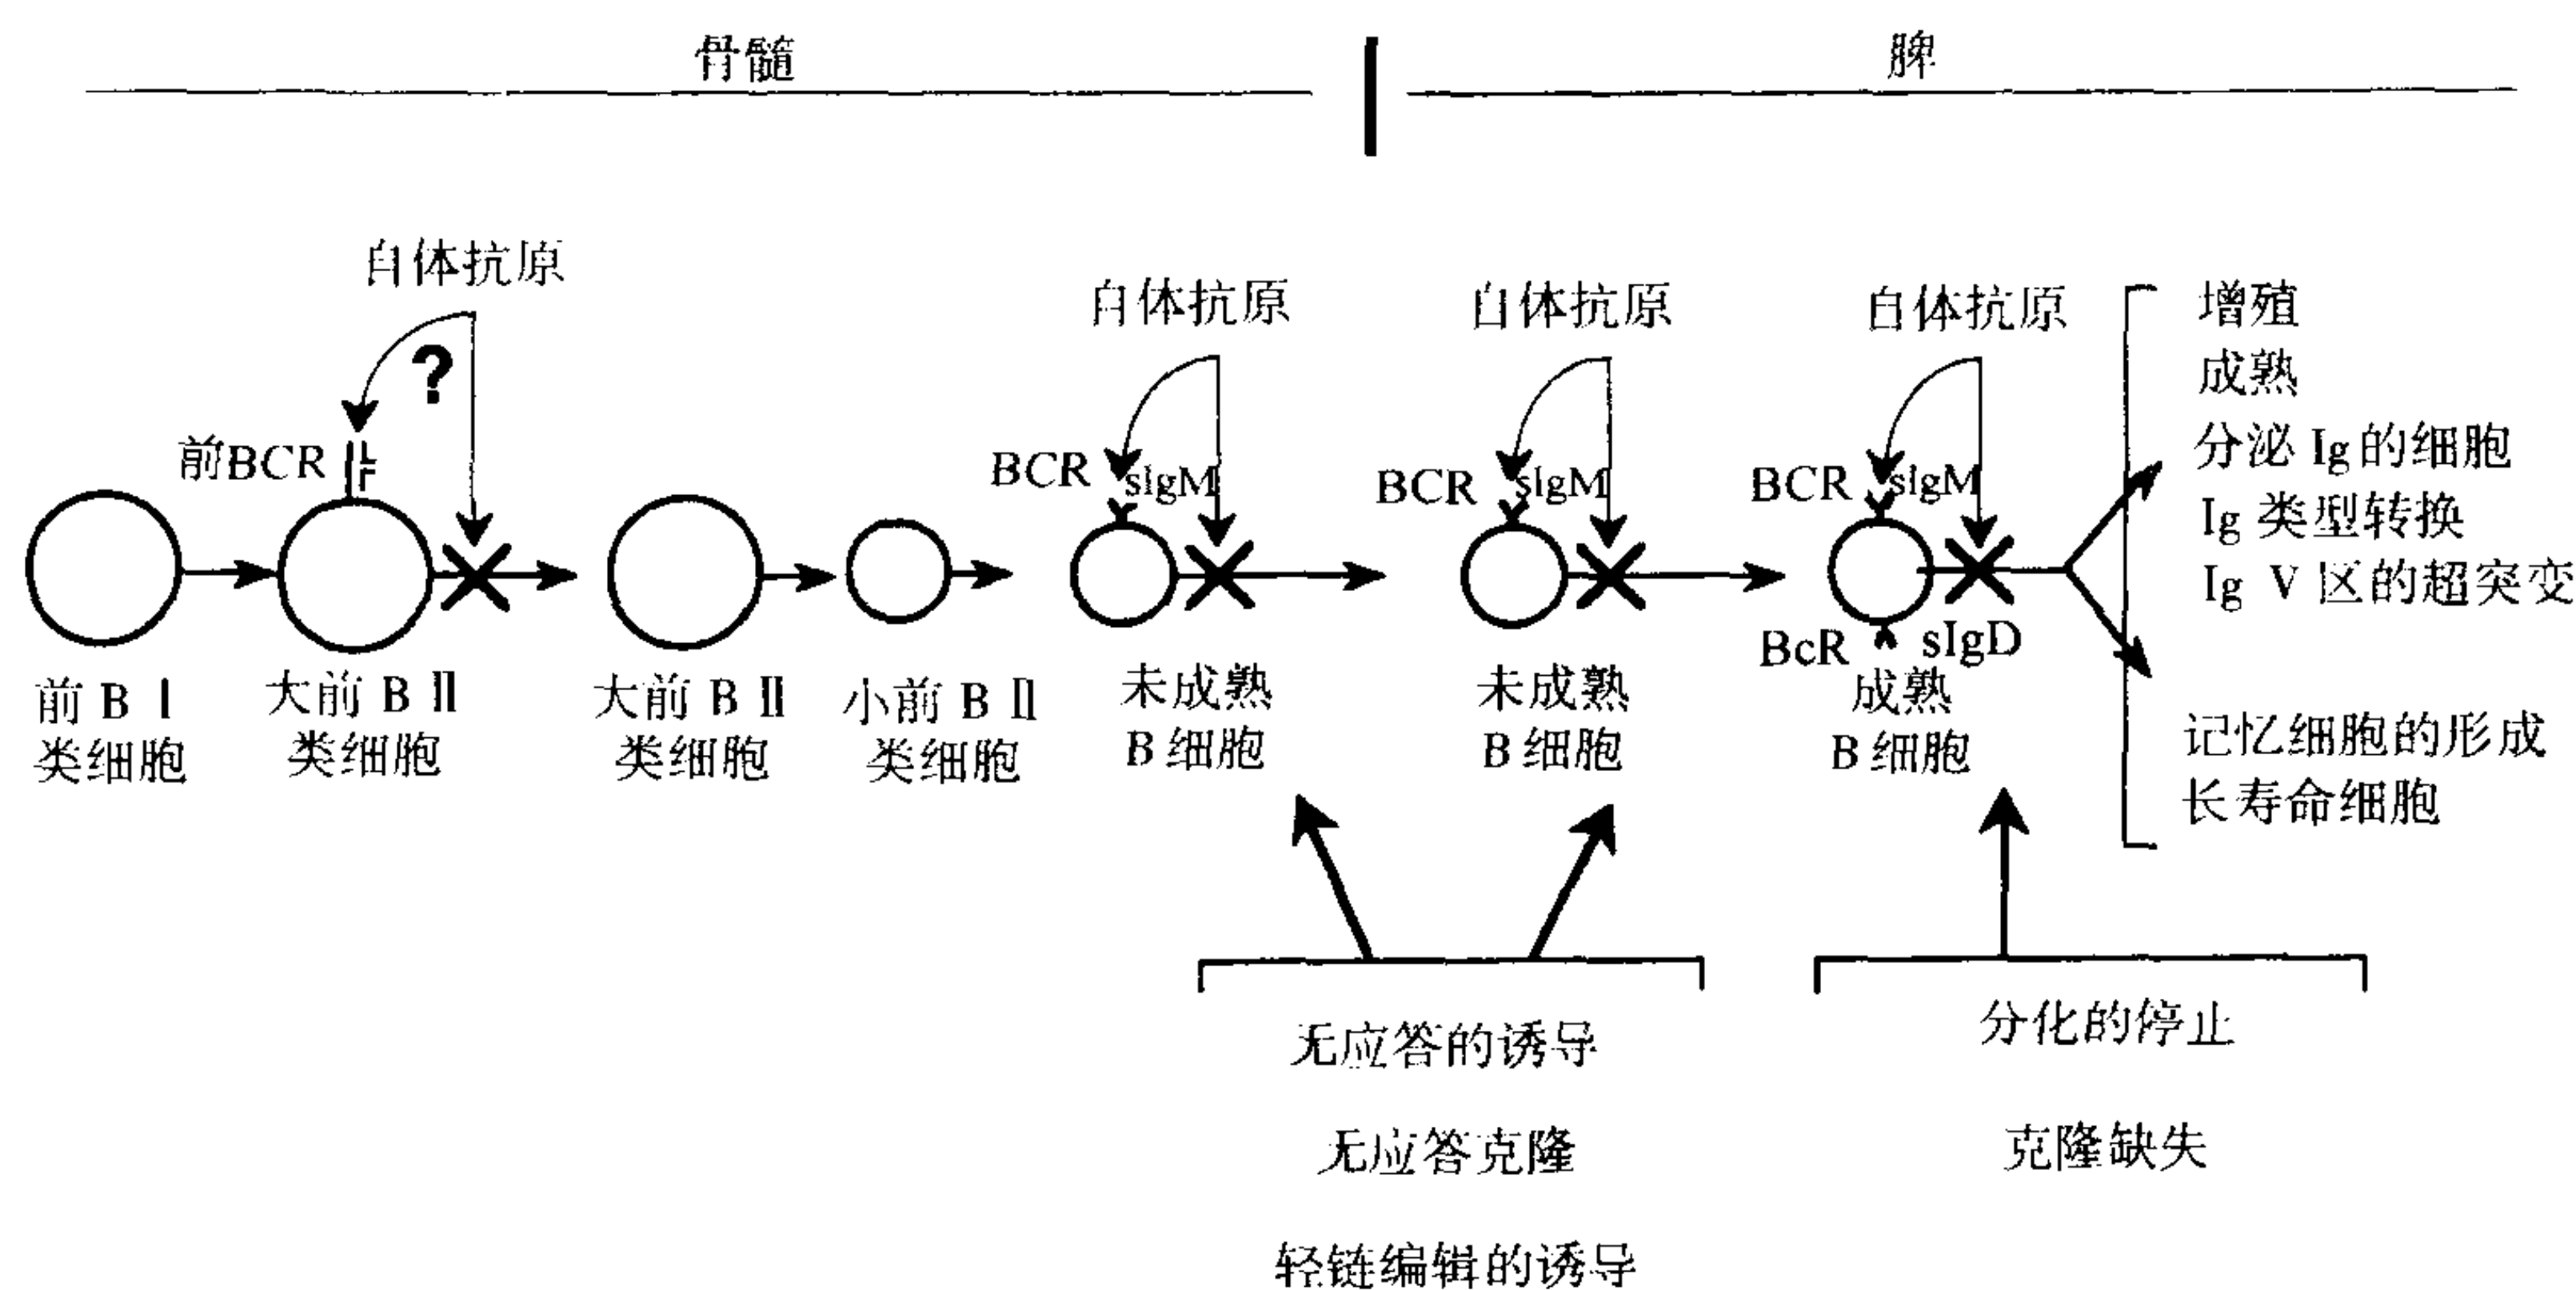 骨髓
脾
自体抗原
自体抗原
自体抗原
自体抗原
?
前BCR
BCR
sIgM
BCR
sIgM
BCR
sIgM
BcR
sIgD
前 B Ⅰ
类细胞
大前 B Ⅱ
类细胞
大前 B Ⅱ
类细胞
小前 B Ⅱ
类细胞
未成熟
B 细胞
未成熟
B 细胞
成熟
B 细胞
增殖
成熟
分泌 Ig 的细胞
Ig 类型转换
Ig V 区的超突变
记忆细胞的形成
长寿命细胞
无应答的诱导
无应答克隆
轻链编辑的诱导
分化的停止
克隆缺失